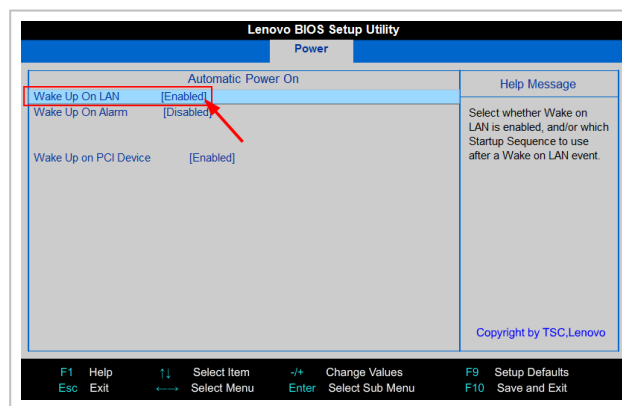 Lenovo BIOS Setup Utility
Power
Automatic Power On
Wake Up On LAN [Enabled]
Wake Up On Alarm [Disabled]
Wake Up on PCI Device [Enabled]
Help Message
Select whether Wake on
LAN is enabled, and/or which
Startup Sequence to use
after a Wake on LAN event.
Copyright by TSC,Lenovo
F1 Help ↑↓ Select Item -/+ Change Values F9 Setup Defaults
Esc Exit ←→ Select Menu Enter Select Sub Menu F10 Save and Exit